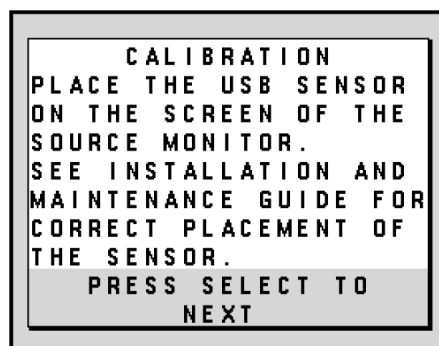 CALIBRATION
PLACE THE USB SENSOR
ON THE SCREEN OF THE
SOURCE MONITOR.
SEE INSTALLATION AND
MAINTENANCE GUIDE FOR
CORRECT PLACEMENT OF
THE SENSOR.
PRESS SELECT TO
NEXT